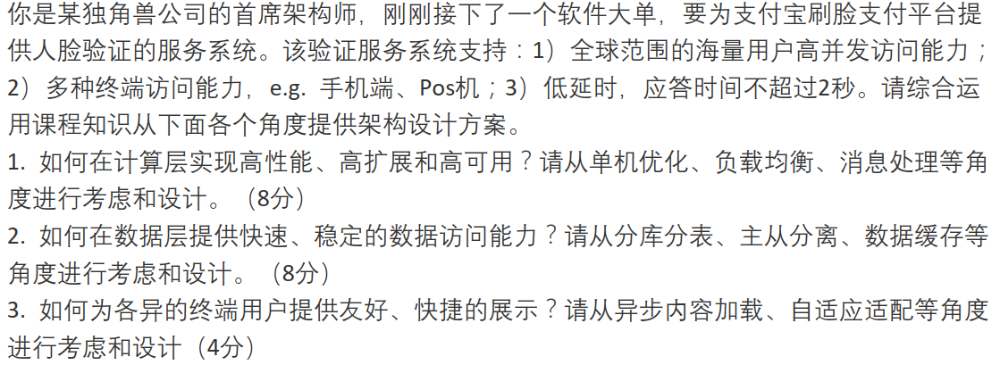 你是某独角兽公司的首席架构师，刚刚接下了一个软件大单，要为支付宝刷脸支付平台提
供人脸验证的服务系统。该验证服务系统支持：1）全球范围的海量用户高并发访问能力；
2）多种终端访问能力，e.g. 手机端、Pos机；3）低延时，应答时间不超过2秒。请综合运
用课程知识从下面各个角度提供架构设计方案。
1. 如何在计算层实现高性能、高扩展和高可用？请从单机优化、负载均衡、消息处理等角
度进行考虑和设计。（8分）
2. 如何在数据层提供快速、稳定的数据访问能力？请从分库分表、主从分离、数据缓存等
角度进行考虑和设计。（8分）
3. 如何为各异的终端用户提供友好、快捷的展示？请从异步内容加载、自适应适配等角度
进行考虑和设计（4分）